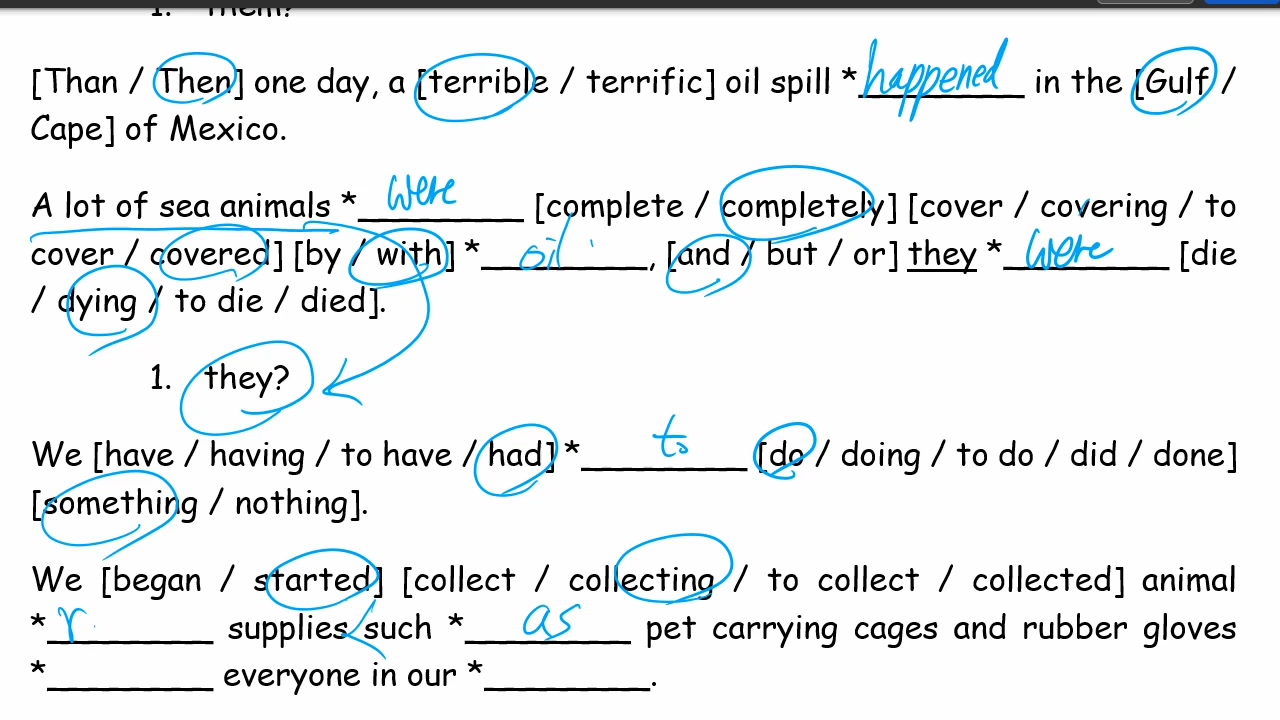 1. them?
[Than / Then] one day, a [terrible / terrific] oil spill *happened in the [Gulf /
Cape] of Mexico.
A lot of sea animals *were [complete / completely] [cover / covering / to
cover / covered] [by / with] *oil, [and / but / or] they *were [die
/ dying / to die / died].
1. they?
We [have / having / to have / had] *to [do / doing / to do / did / done]
[something / nothing].
We [began / started] [collect / collecting / to collect / collected] animal
*r________ supplies such *as pet carrying cages and rubber gloves
*_________ everyone in our *_________.